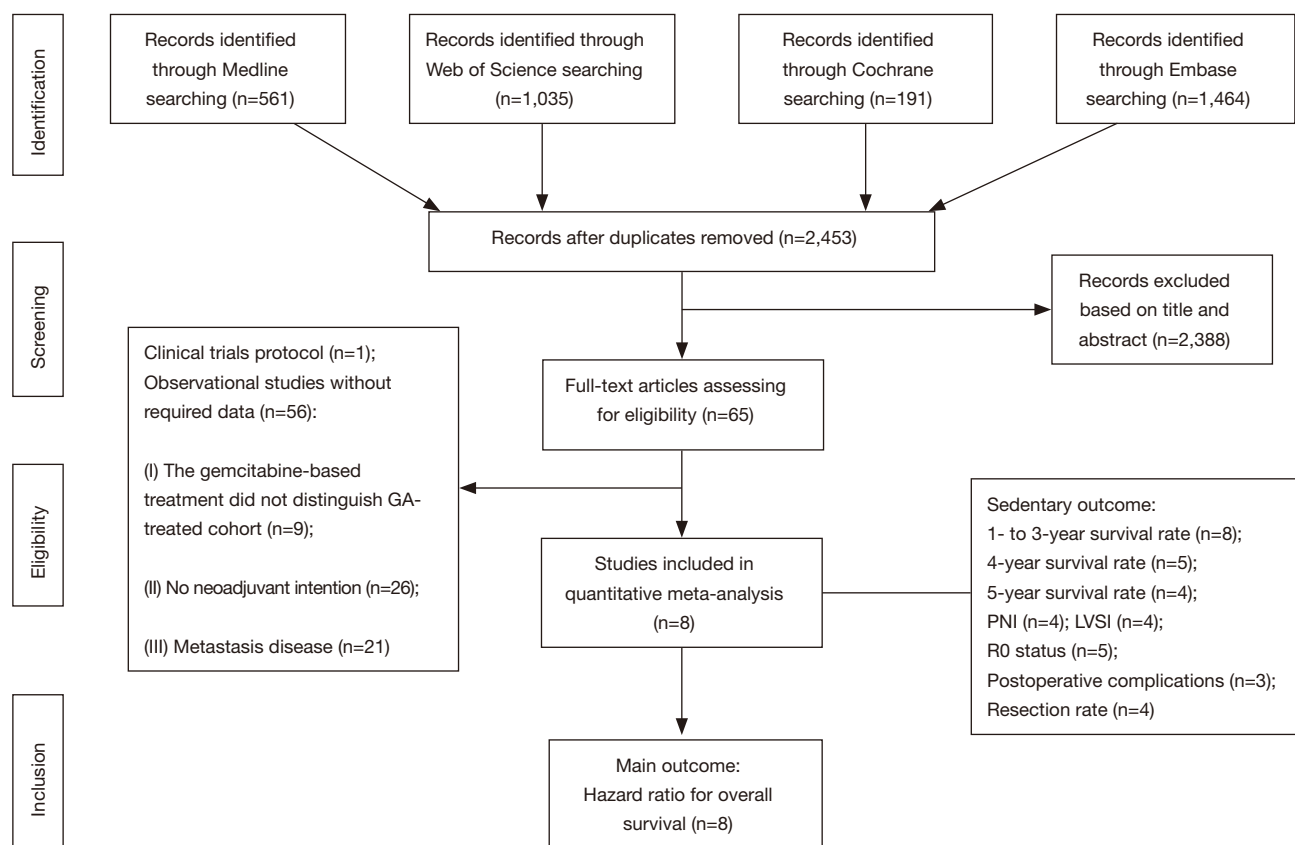 Identification
Records identified
through Medline
searching (n=561)
Records identified through
Web of Science searching
(n=1,035)
Records identified
through Cochrane
searching (n=191)
Records identified
through Embase
searching (n=1,464)
Records after duplicates removed (n=2,453)
Screening
Records excluded
based on title and
abstract (n=2,388)
Full-text articles assessing
for eligibility (n=65)
Clinical trials protocol (n=1);
Observational studies without
required data (n=56):
(I) The gemcitabine-based
treatment did not distinguish GA-
treated cohort (n=9);
(II) No neoadjuvant intention (n=26);
(III) Metastasis disease (n=21)
Eligibility
Studies included in
quantitative meta-analysis
(n=8)
Sedentary outcome:
1- to 3-year survival rate (n=8);
4-year survival rate (n=5);
5-year survival rate (n=4);
PNI (n=4); LVSI (n=4);
R0 status (n=5);
Postoperative complications (n=3);
Resection rate (n=4)
Inclusion
Main outcome:
Hazard ratio for overall
survival (n=8)